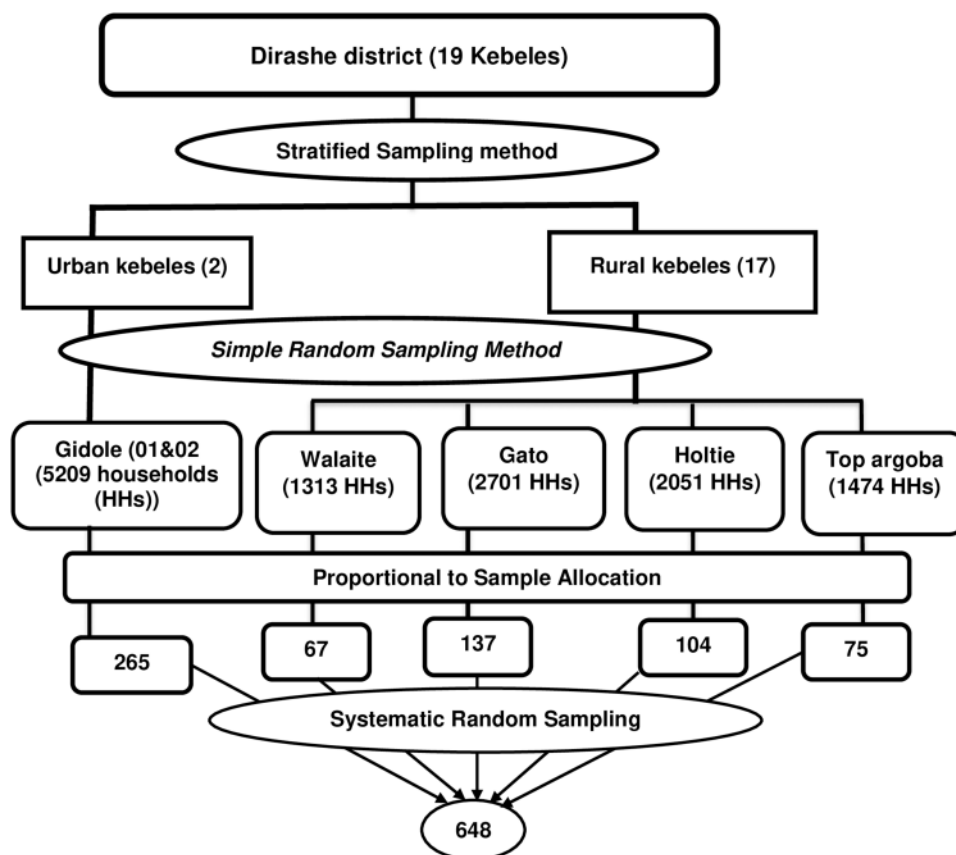 Dirashe district (19 Kebeles)
Stratified Sampling method
Urban kebeles (2)
Rural kebeles (17)
Simple Random Sampling Method
Gidole (01&02
(5209 households
(HHs))
Walaite
(1313 HHs)
Gato
(2701 HHs)
Holtie
(2051 HHs)
Top argoba
(1474 HHs)
Proportional to Sample Allocation
265
67
137
104
75
Systematic Random Sampling
648